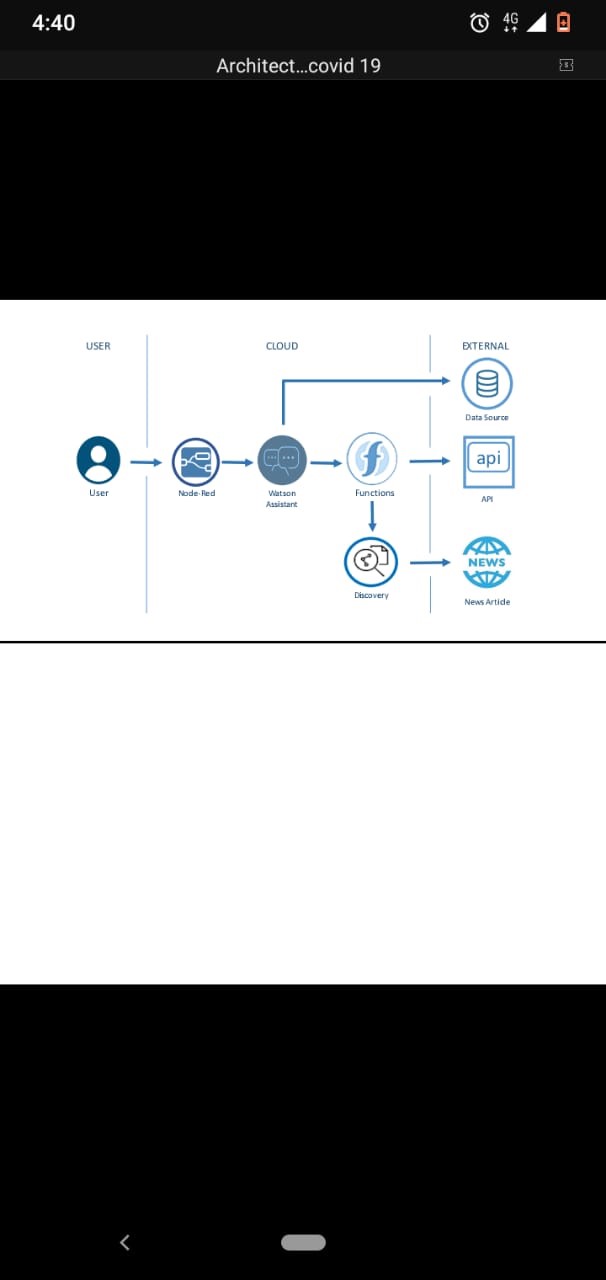 4:40
4G
Architect...covid 19
USER
CLOUD
EXTERNAL
Data Source
User
Node-Red
Watson
Assistant
Functions
api
API
Discovery
NEWS
News Article